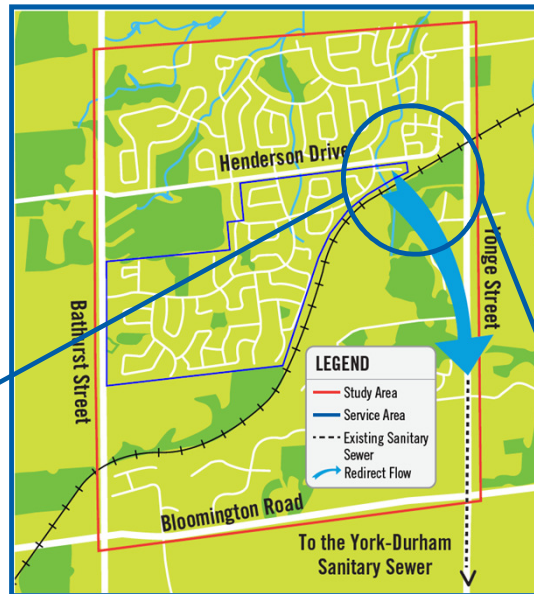 Henderson Drive
Bathurst Street
Yonge Street
LEGEND
Study Area
Service Area
Existing Sanitary
Sewer
Redirect Flow
Bloomington Road
To the York-Durham
Sanitary Sewer